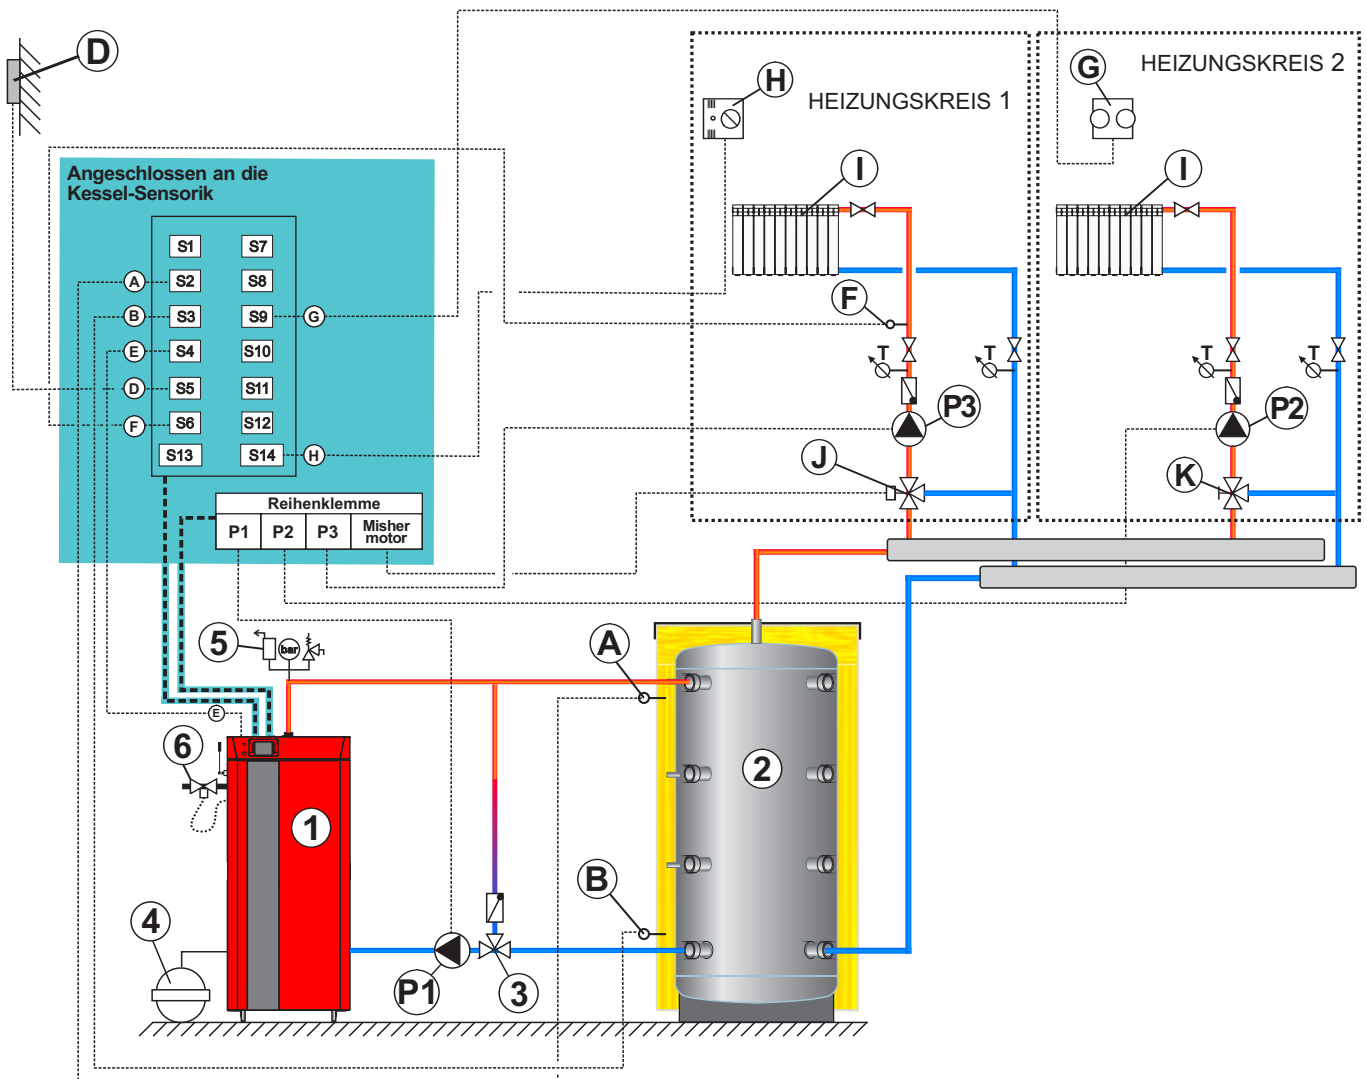 D
H
HEIZUNGSKREIS 1
G
HEIZUNGSKREIS 2
Angeschlossen an die
Kessel-Sensorik
I
I
S1 S7
A S2 S8
B S3 S9 G
E S4 S10
D S5 S11
F S6 S12
S13 S14 H
F
T T T T
P3 P2
J K
Reihenklemme
P1 P2 P3 Misher
motor
5 bar
A
E
6
2
1
B
4
P1 3